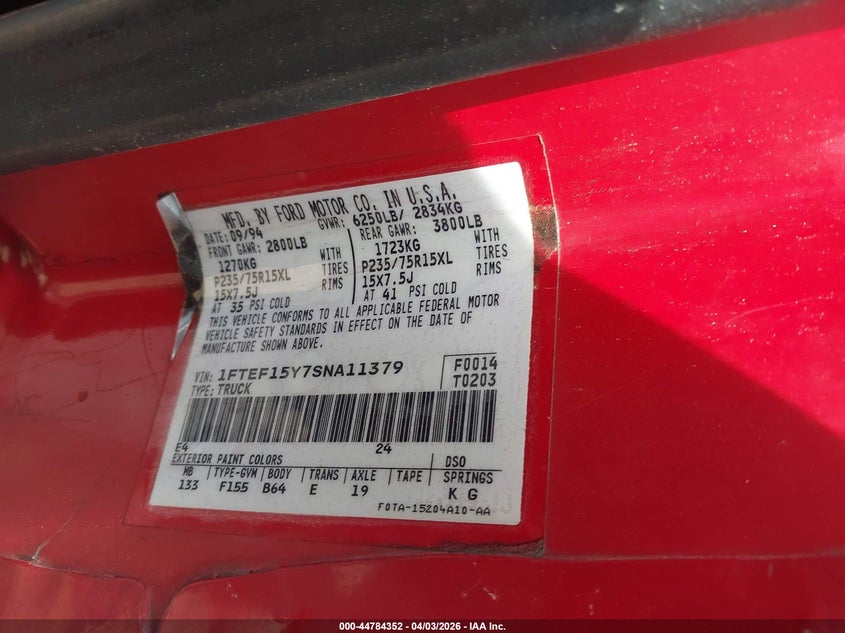 MFD. BY FORD MOTOR CO. IN U.S.A.
DATE: 09/94 GVWR: 6250LB/ 2834KG
FRONT GAWR: 2800LB REAR GAWR: 3800LB
1270KG WITH 1723KG WITH
P235/75R15XL TIRES P235/75R15XL TIRES
15X7.5J RIMS 15X7.5J RIMS
AT 35 PSI COLD AT 41 PSI COLD
THIS VEHICLE CONFORMS TO ALL APPLICABLE FEDERAL MOTOR
VEHICLE SAFETY STANDARDS IN EFFECT ON THE DATE OF
MANUFACTURE SHOWN ABOVE.
VIN: 1FTEF15Y7SNA11379 F0014
TYPE: TRUCK T0203
E4 24
EXTERIOR PAINT COLORS DSO
WB TYPE-GVW BODY TRANS AXLE TAPE SPRINGS
133 F155 B64 E 19 K G
F0TA-15204A10-AA
000-44784352 - 04/03/2026 - IAA Inc.